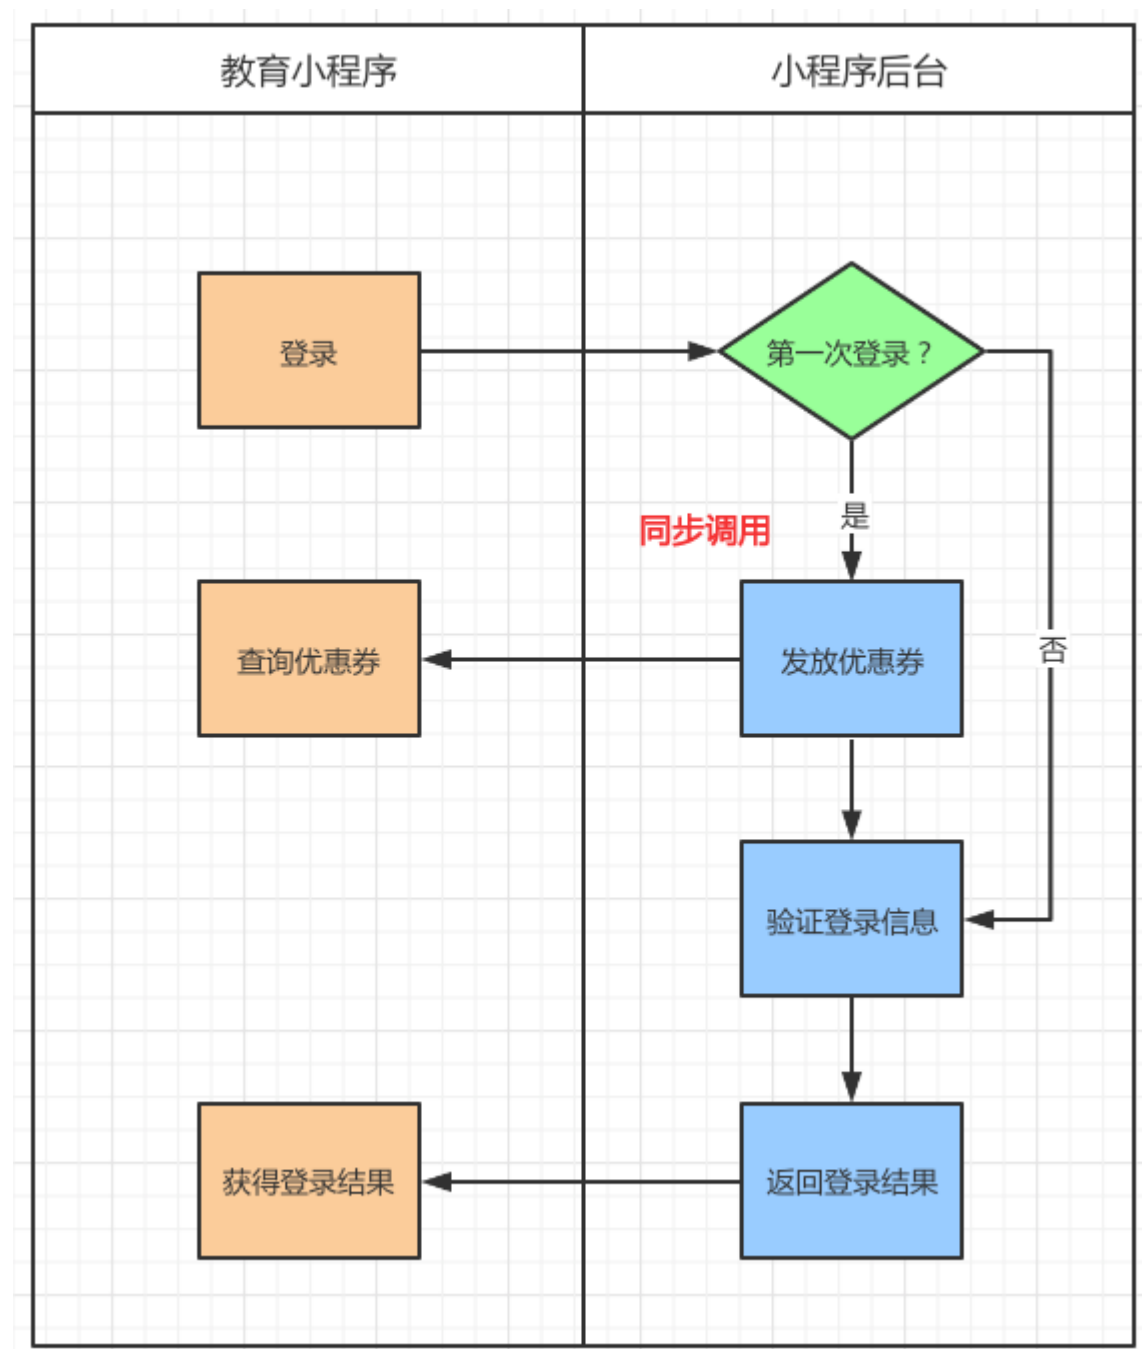 教育小程序
小程序后台
登录
第一次登录？
是
同步调用
查询优惠券
发放优惠券
否
验证登录信息
获得登录结果
返回登录结果